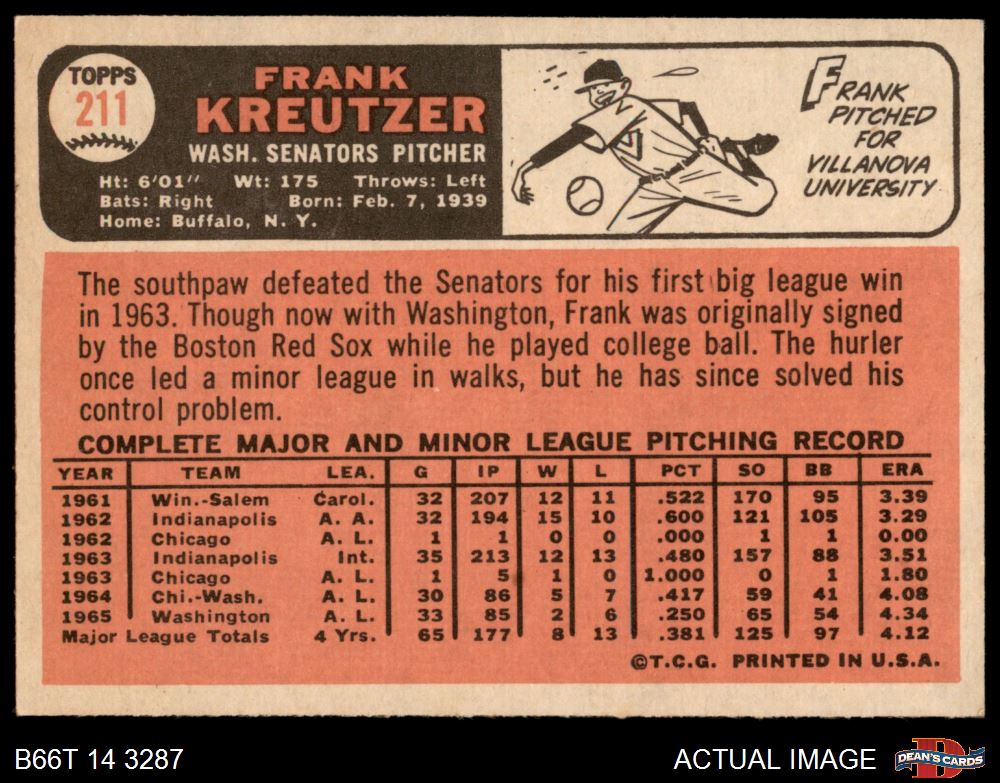 TOPPS
211
FRANK
KREUTZER
WASH. SENATORS PITCHER
Ht: 6'01" Wt: 175 Throws: Left
Bats: Right Born: Feb. 7, 1939
Home: Buffalo, N. Y.
FRANK
PITCHED
FOR
VILLANOVA
UNIVERSITY
The southpaw defeated the Senators for his first big league win
in 1963. Though now with Washington, Frank was originally signed
by the Boston Red Sox while he played college ball. The hurler
once led a minor league in walks, but he has since solved his
control problem.
COMPLETE MAJOR AND MINOR LEAGUE PITCHING RECORD
YEAR TEAM LEA. G IP W L PCT SO BB ERA
1961 Win.-Salem Carol. 32 207 12 11 .522 170 95 3.39
1962 Indianapolis A. A. 32 194 15 10 .600 121 105 3.29
1962 Chicago A. L. 1 1 0 0 .000 1 1 0.00
1963 Indianapolis Int. 35 213 12 13 .480 157 88 3.51
1963 Chicago A. L. 1 5 1 0 1.000 0 1 1.80
1964 Chi.-Wash. A. L. 30 86 5 7 .417 59 41 4.08
1965 Washington A. L. 33 85 2 6 .250 65 54 4.34
Major League Totals 4 Yrs. 65 177 8 13 .381 125 97 4.12
©T.C.G. PRINTED IN U.S.A.
B66T 14 3287
ACTUAL IMAGE
DEAN'S CARDS